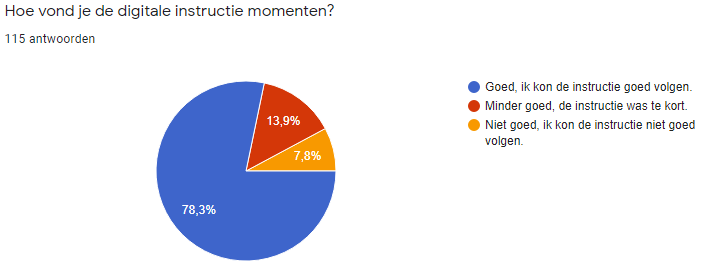 Hoe vond je de digitale instructie momenten?
115 antwoorden
Goed, ik kon de instructie goed volgen.
Minder goed, de instructie was te kort.
Niet goed, ik kon de instructie niet goed
volgen.
13,9%
7,8%
78,3%